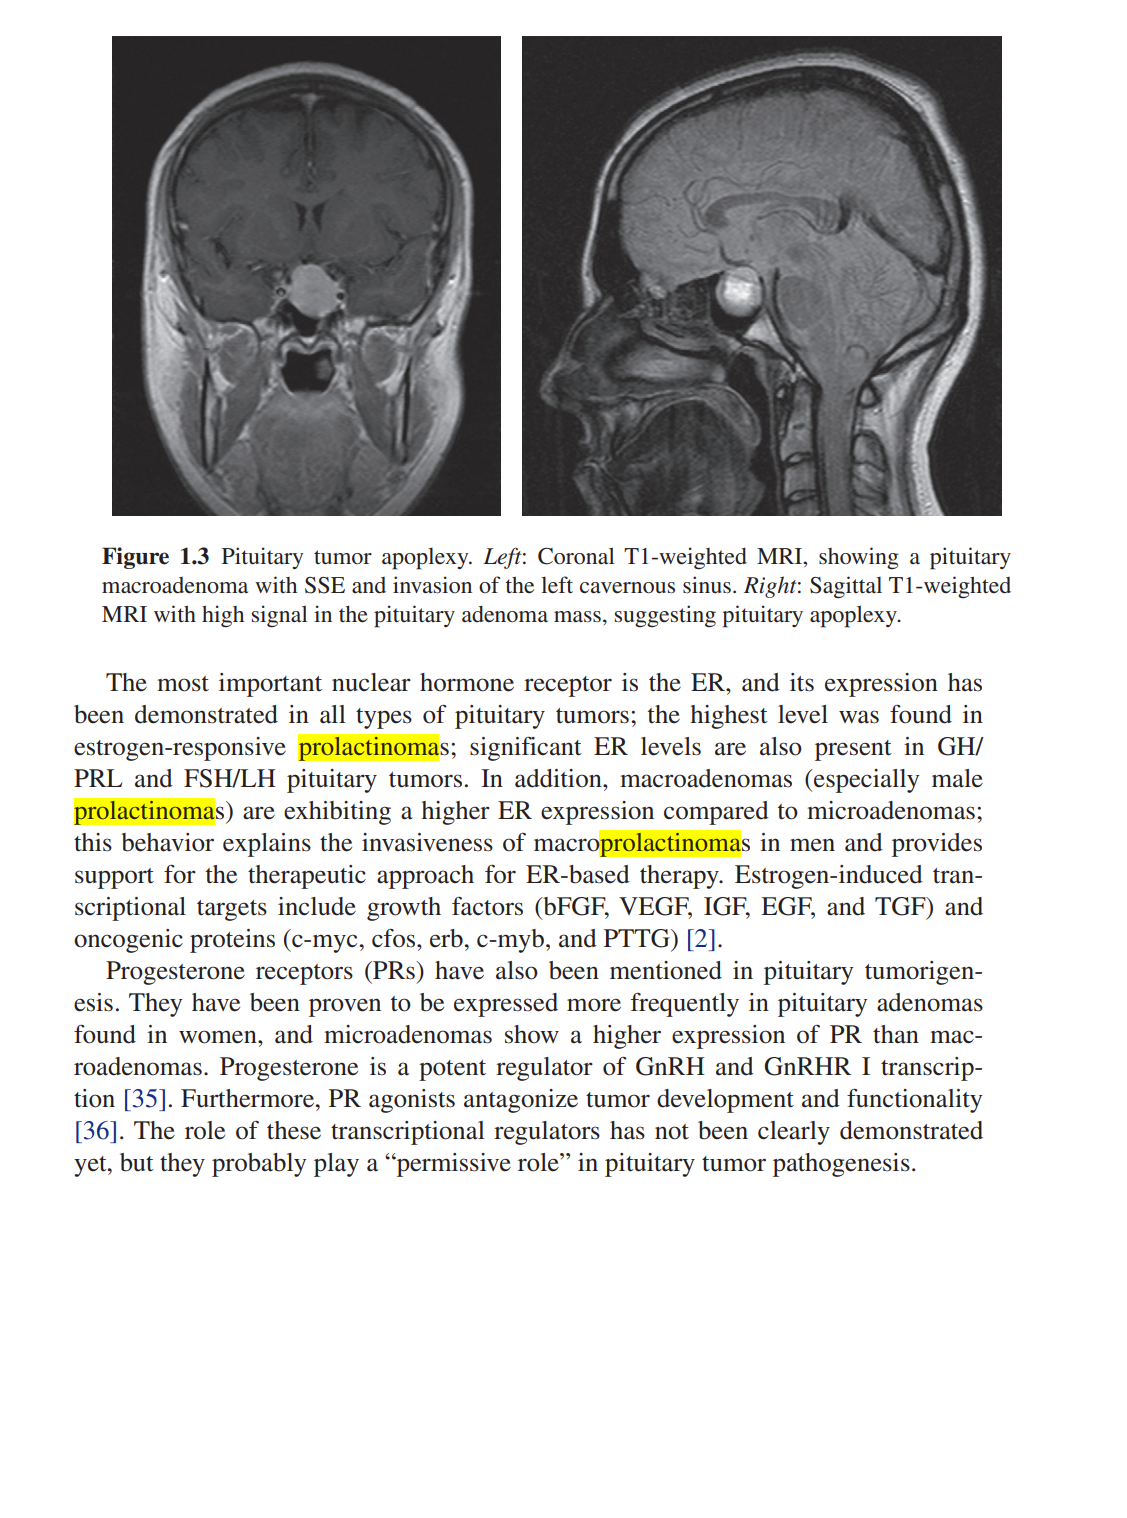 Figure 1.3 Pituitary tumor apoplexy. Left: Coronal T1-weighted MRI, showing a pituitary
macroadenoma with SSE and invasion of the left cavernous sinus. Right: Sagittal T1-weighted
MRI with high signal in the pituitary adenoma mass, suggesting pituitary apoplexy.
The most important nuclear hormone receptor is the ER, and its expression has
been demonstrated in all types of pituitary tumors; the highest level was found in
estrogen-responsive prolactinomas; significant ER levels are also present in GH/
PRL and FSH/LH pituitary tumors. In addition, macroadenomas (especially male
prolactinomas) are exhibiting a higher ER expression compared to microadenomas;
this behavior explains the invasiveness of macroprolactinomas in men and provides
support for the therapeutic approach for ER-based therapy. Estrogen-induced tran-
scriptional targets include growth factors (bFGF, VEGF, IGF, EGF, and TGF) and
oncogenic proteins (c-myc, cfos, erb, c-myb, and PTTG) [2].
Progesterone receptors (PRs) have also been mentioned in pituitary tumorigen-
esis. They have been proven to be expressed more frequently in pituitary adenomas
found in women, and microadenomas show a higher expression of PR than mac-
roadenomas. Progesterone is a potent regulator of GnRH and GnRHR I transcrip-
tion [35]. Furthermore, PR agonists antagonize tumor development and functionality
[36]. The role of these transcriptional regulators has not been clearly demonstrated
yet, but they probably play a “permissive role” in pituitary tumor pathogenesis.